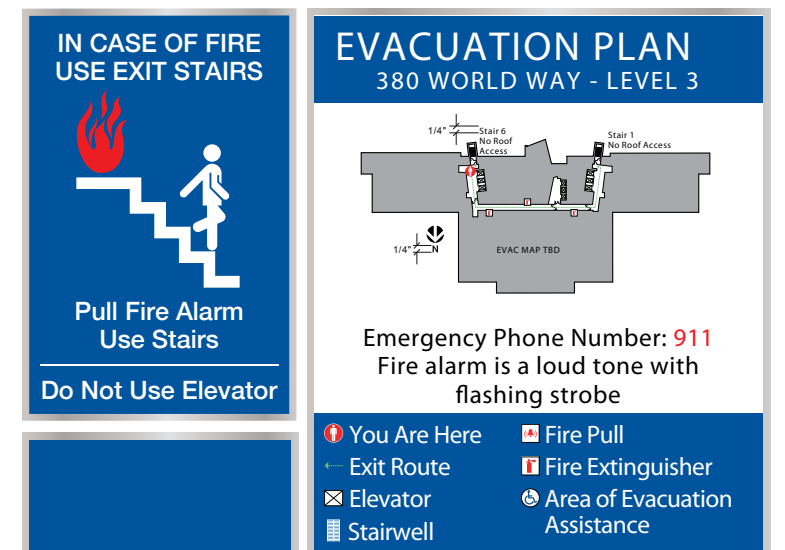 IN CASE OF FIRE
USE EXIT STAIRS
Pull Fire Alarm
Use Stairs
Do Not Use Elevator
EVACUATION PLAN
380 WORLD WAY - LEVEL 3
1/4"
Stair 6
No Roof
Access
Stair 1
No Roof Access
1/4"
N
EVAC MAP TBD
Emergency Phone Number: 911
Fire alarm is a loud tone with
flashing strobe
You Are Here
Exit Route
Elevator
Stairwell
Fire Pull
Fire Extinguisher
Area of Evacuation
Assistance